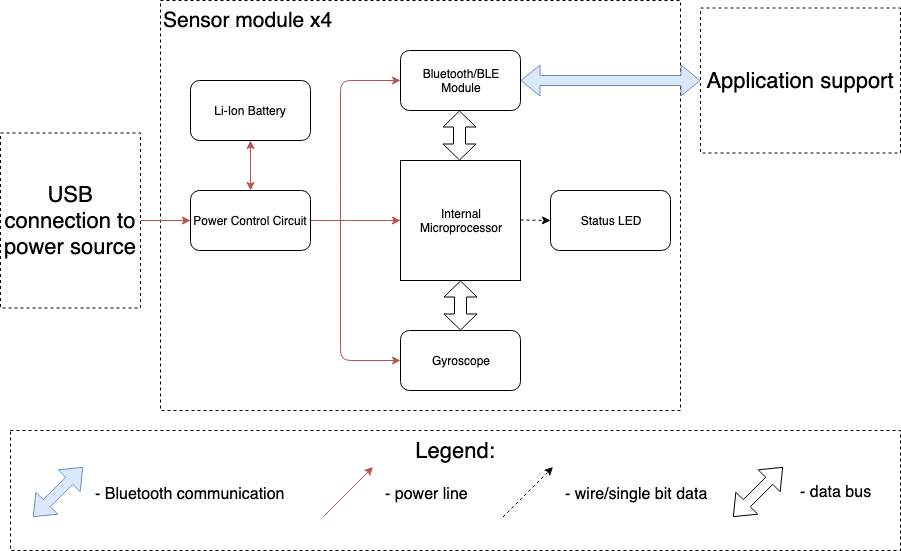 Sensor module x4
Bluetooth/BLE
Module
Application support
Li-Ion Battery
USB
connection to
power source
Power Control Circuit
Internal
Microprocessor
Status LED
Gyroscope
Legend:
- Bluetooth communication
- power line
- wire/single bit data
- data bus